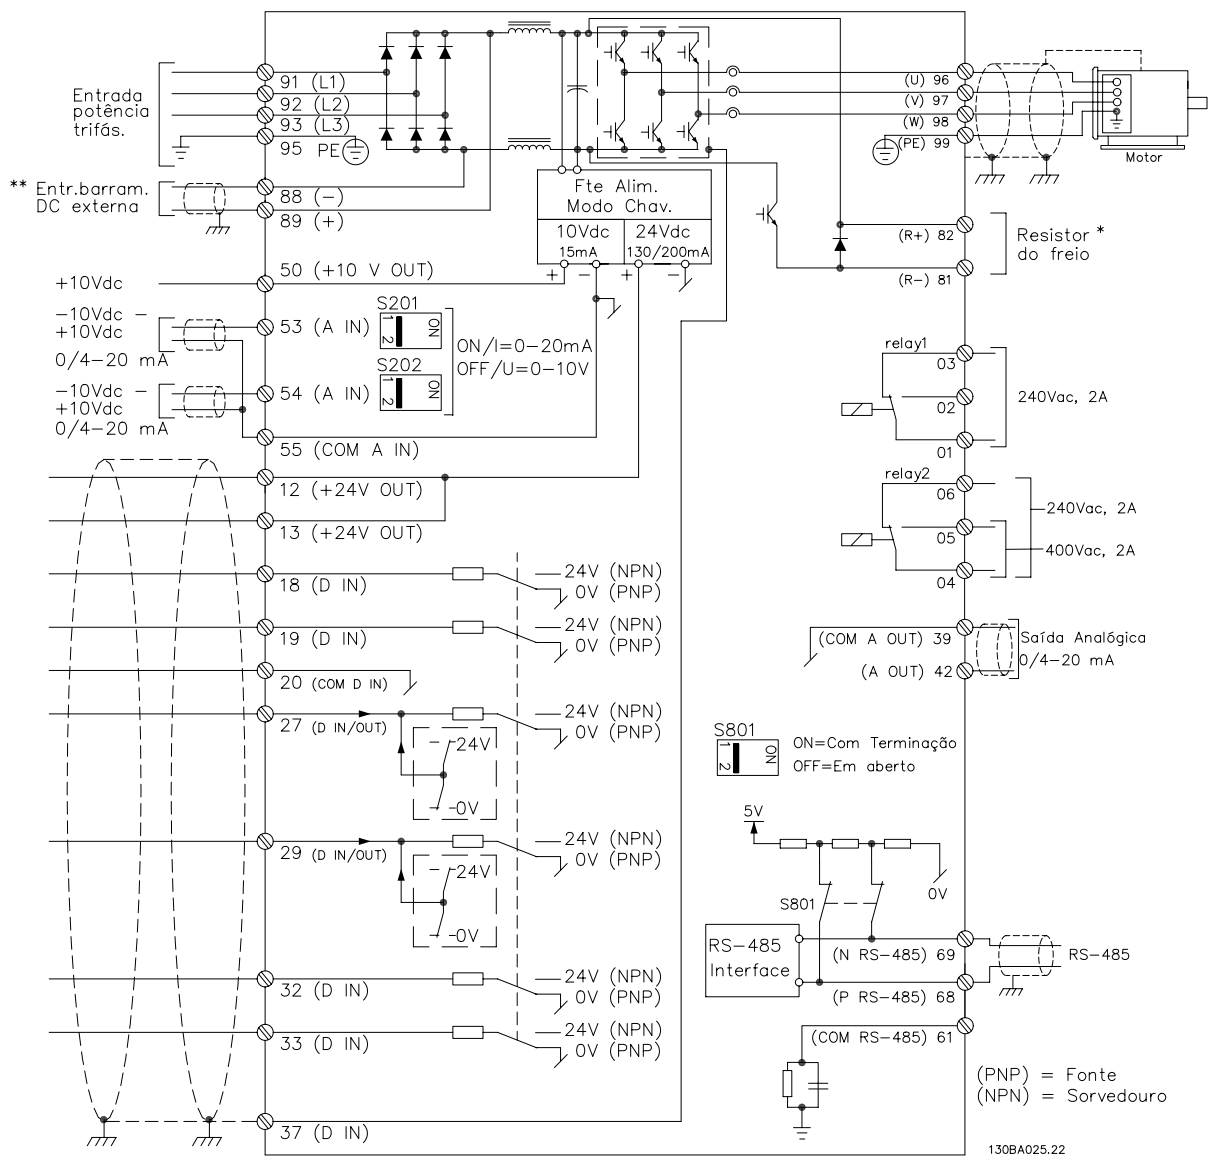 Entrada
potência
trifás.
91 (L1)
92 (L2)
93 (L3)
95 PE
** Entr.barram.
DC externa
88 (−)
89 (+)
50 (+10 V OUT)
+10Vdc
−10Vdc −
+10Vdc
0/4−20 mA
53 (A IN)
S201
1 2
ON
ON/I=0−20mA
OFF/U=0−10V
S202
1 2
ON
−10Vdc −
+10Vdc
0/4−20 mA
54 (A IN)
55 (COM A IN)
12 (+24V OUT)
13 (+24V OUT)
18 (D IN)
24V (NPN)
0V (PNP)
19 (D IN)
24V (NPN)
0V (PNP)
20 (COM D IN)
27 (D IN/OUT)
24V (NPN)
0V (PNP)
24V
0V
29 (D IN/OUT)
24V (NPN)
0V (PNP)
24V
0V
32 (D IN)
24V (NPN)
0V (PNP)
33 (D IN)
24V (NPN)
0V (PNP)
37 (D IN)
Fte Alim.
Modo Chav.
10Vdc
15mA
24Vdc
130/200mA
+ − + −
(U) 96
(V) 97
(W) 98
(PE) 99
Motor
(R+) 82
Resistor *
do freio
(R−) 81
relay1
03
02
240Vac, 2A
01
relay2
06
240Vac, 2A
05
400Vac, 2A
04
(COM A OUT) 39
Saída Analógica
0/4−20 mA
(A OUT) 42
S801
1 2
ON
ON=Com Terminação
OFF=Em aberto
5V
S801
0V
RS−485
Interface
(N RS−485) 69
RS−485
(P RS−485) 68
(COM RS−485) 61
(PNP) = Fonte
(NPN) = Sorvedouro
130BA025.22